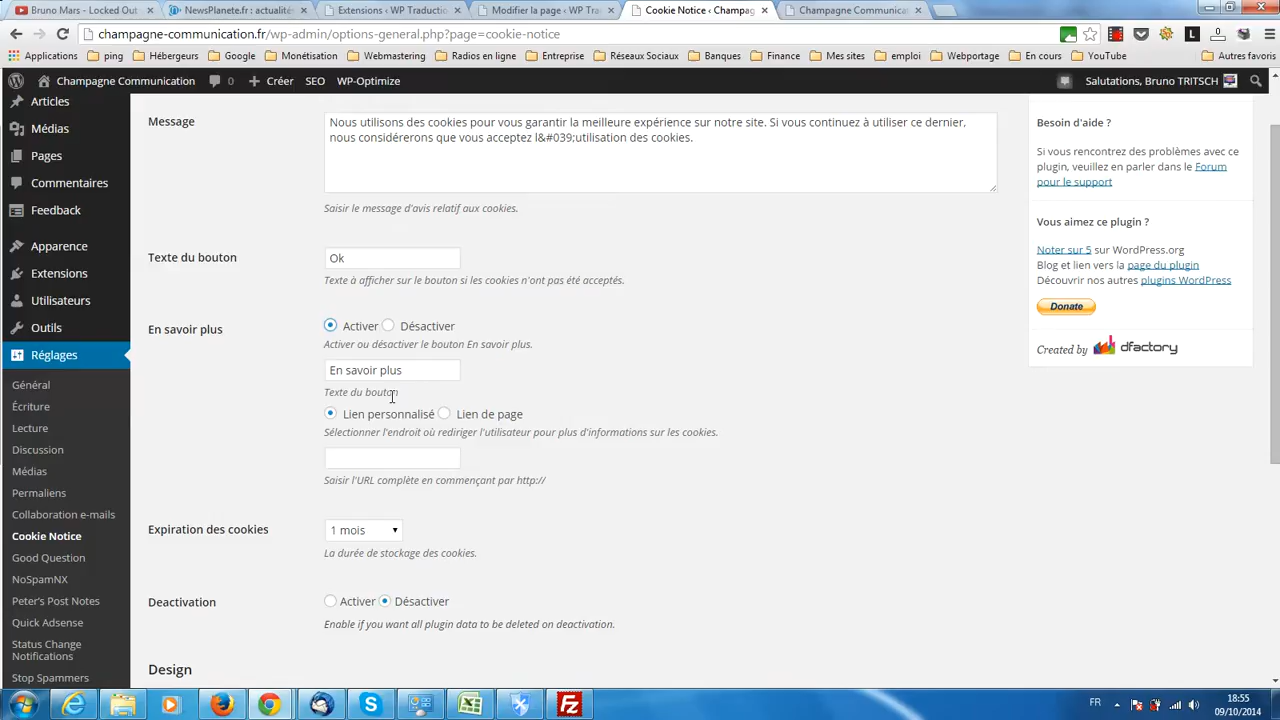 Bruno Mars - Locked Out
NewsPlanete.fr : actualité
Extensions ‹ WP Traductio
Modifier la page ‹ WP Tra
Cookie Notice ‹ Champag
Champagne Communicat
champagne-communication.fr/wp-admin/options-general.php?page=cookie-notice
Applications ping Hébergeurs Google Monétisation Webmastering Radios en ligne Entreprise Réseaux Sociaux Banques Finance Mes sites emploi Webportage En cours YouTube Autres favoris
Champagne Communication 0 Créer SEO WP-Optimize Salutations, Bruno TRITSCH
Articles
Médias
Pages
Commentaires
Feedback
Apparence
Extensions
Utilisateurs
Outils
Réglages
Général
Écriture
Lecture
Discussion
Médias
Permaliens
Collaboration e-mails
Cookie Notice
Good Question
NoSpamNX
Peter's Post Notes
Quick Adsense
Status Change
Notifications
Stop Spammers
Message
Nous utilisons des cookies pour vous garantir la meilleure expérience sur notre site. Si vous continuez à utiliser ce dernier,
nous considérerons que vous acceptez l&#039;utilisation des cookies.
Saisir le message d'avis relatif aux cookies.
Texte du bouton
Ok
Texte à afficher sur le bouton si les cookies n'ont pas été acceptés.
En savoir plus
Activer Désactiver
Activer ou désactiver le bouton En savoir plus.
En savoir plus
Texte du bouton
Lien personnalisé Lien de page
Sélectionner l'endroit où rediriger l'utilisateur pour plus d'informations sur les cookies.
Saisir l'URL complète en commençant par http://
Expiration des cookies
1 mois
La durée de stockage des cookies.
Deactivation
Activer Désactiver
Enable if you want all plugin data to be deleted on deactivation.
Design
Besoin d'aide ?
Si vous rencontrez des problèmes avec ce
plugin, veuillez en parler dans le Forum
pour le support
Vous aimez ce plugin ?
Noter sur 5 sur WordPress.org
Blog et lien vers la page du plugin
Découvrir nos autres plugins WordPress
Donate
Created by dfactory
FR
18:55
09/10/2014